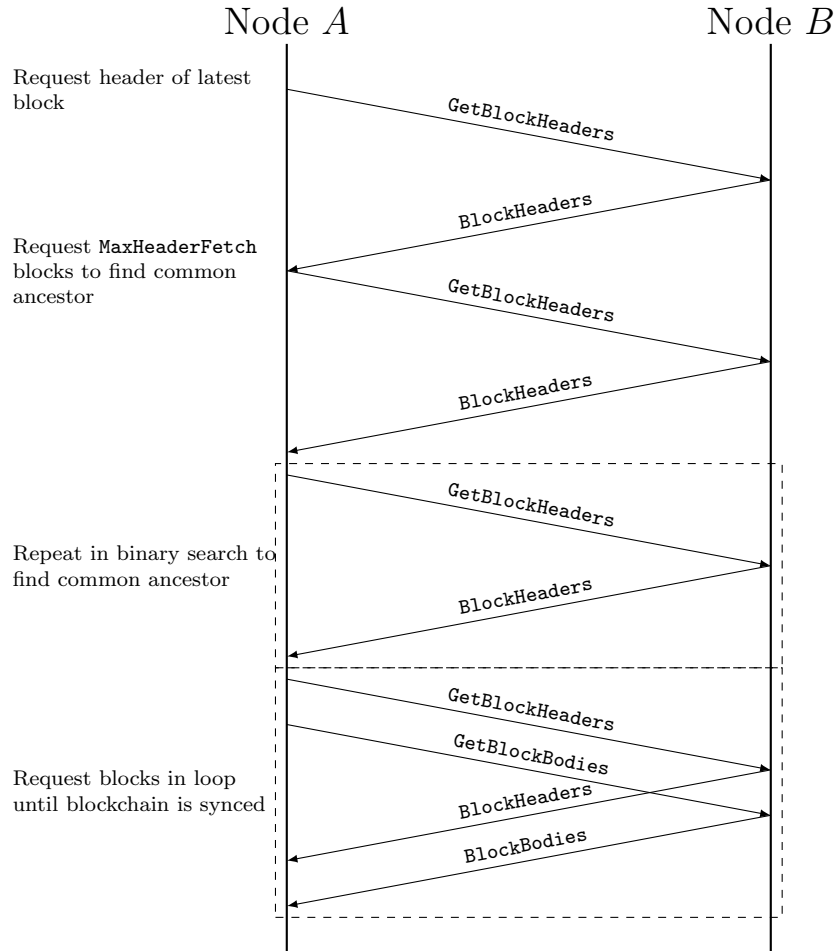 Node A
Node B
Request header of latest
block
GetBlockHeaders
BlockHeaders
Request MaxHeaderFetch
blocks to find common
ancestor
GetBlockHeaders
BlockHeaders
Repeat in binary search to
find common ancestor
GetBlockHeaders
BlockHeaders
Request blocks in loop
until blockchain is synced
GetBlockHeaders
GetBlockBodies
BlockHeaders
BlockBodies